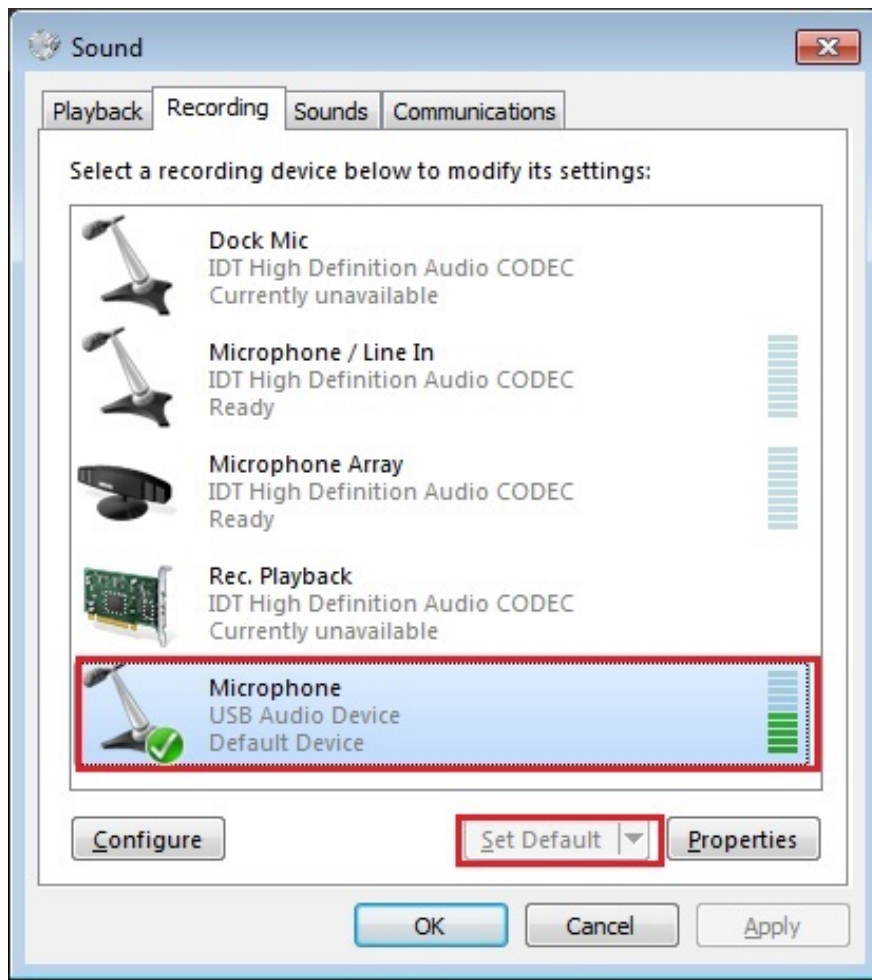 Sound
Playback Recording Sounds Communications
Select a recording device below to modify its settings:
Dock Mic
IDT High Definition Audio CODEC
Currently unavailable
Microphone / Line In
IDT High Definition Audio CODEC
Ready
Microphone Array
IDT High Definition Audio CODEC
Ready
Rec. Playback
IDT High Definition Audio CODEC
Currently unavailable
Microphone
USB Audio Device
Default Device
Configure Set Default Properties
OK Cancel Apply